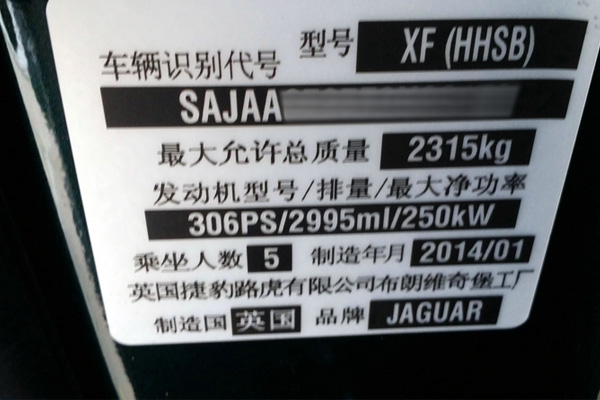 型号 XF (HHSB)
车辆识别代号
SAJAA
最大允许总质量 2315kg
发动机型号/排量/最大净功率
306PS/2995ml/250kW
乘坐人数 5 制造年月 2014/01
英国捷豹路虎有限公司布朗维奇堡工厂
制造国 英国 品牌 JAGUAR